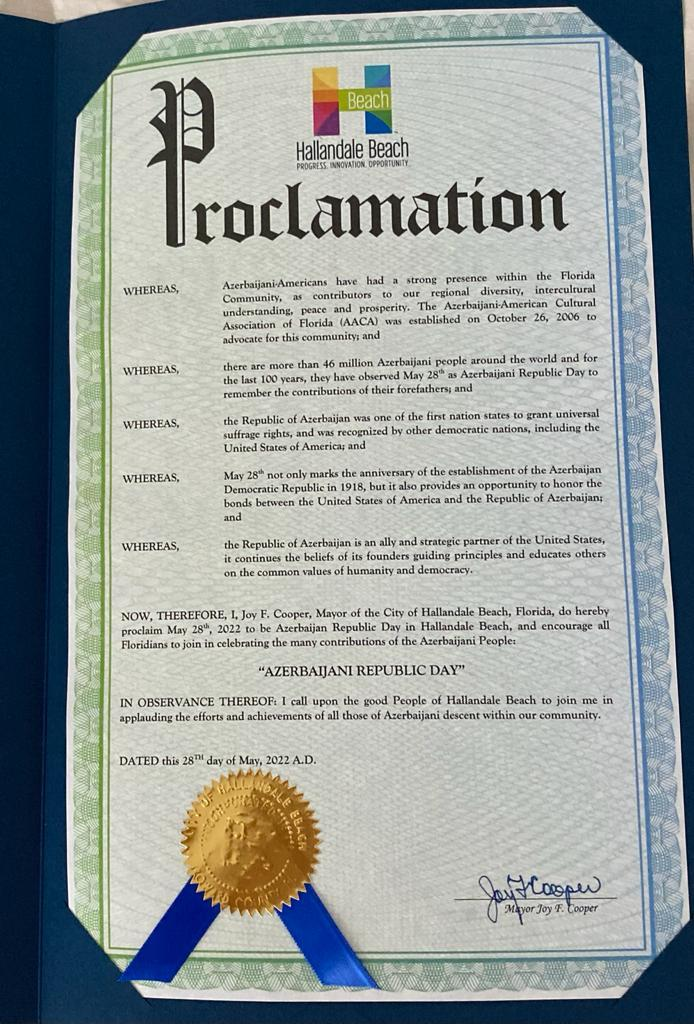 Beach
Hallandale Beach
PROGRESS. INNOVATION. OPPORTUNITY.
Proclamation
WHEREAS, Azerbaijani-Americans have had a strong presence within the Florida
Community, as contributors to our regional diversity, intercultural
understanding, peace and prosperity. The Azerbaijani-American Cultural
Association of Florida (AACA) was established on October 26, 2006 to
advocate for this community; and
WHEREAS, there are more than 46 million Azerbaijani people around the world and for
the last 100 years, they have observed May 28th as Azerbaijani Republic Day to
remember the contributions of their forefathers; and
WHEREAS, the Republic of Azerbaijan was one of the first nation states to grant universal
suffrage rights, and was recognized by other democratic nations, including the
United States of America; and
WHEREAS, May 28th not only marks the anniversary of the establishment of the Azerbaijan
Democratic Republic in 1918, but it also provides an opportunity to honor the
bonds between the United States of America and the Republic of Azerbaijan;
and
WHEREAS, the Republic of Azerbaijan is an ally and strategic partner of the United States,
it continues the beliefs of its founders guiding principles and educates others
on the common values of humanity and democracy.
NOW, THEREFORE, I, Joy F. Cooper, Mayor of the City of Hallandale Beach, Florida, do hereby
proclaim May 28th, 2022 to be Azerbaijan Republic Day in Hallandale Beach, and encourage all
Floridians to join in celebrating the many contributions of the Azerbaijani People:
"AZERBAIJANI REPUBLIC DAY"
IN OBSERVANCE THEREOF: I call upon the good People of Hallandale Beach to join me in
applauding the efforts and achievements of all those of Azerbaijani descent within our community.
DATED this 28TH day of May, 2022 A.D.
OF HALLANDALE BEACH
Joy F Cooper
Mayor Joy F. Cooper